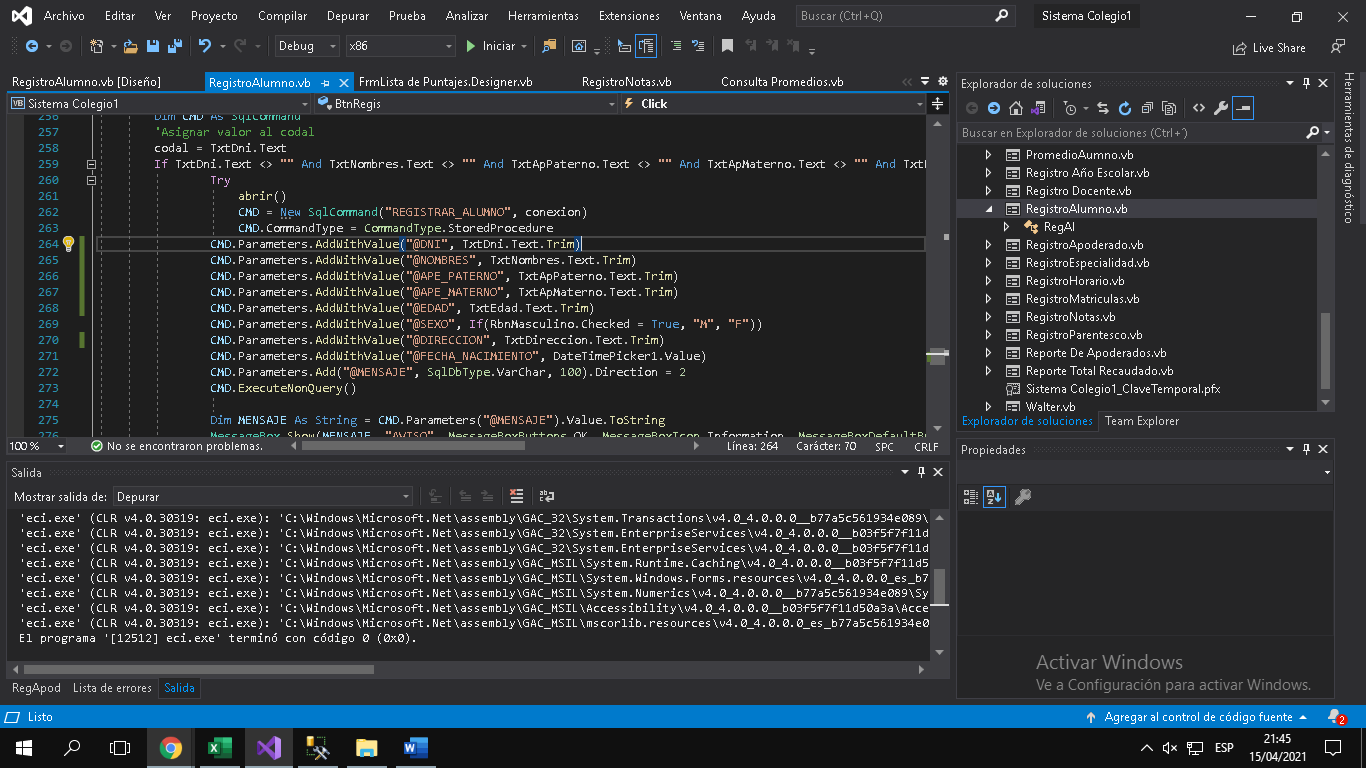 Archivo Editar Ver Proyecto Compilar Depurar Prueba Analizar Herramientas Extensiones Ventana Ayuda Buscar (Ctrl+Q) Sistema Colegio1
Debug x86 Iniciar Live Share
RegistroAlumno.vb [Diseño] RegistroAlumno.vb FrmLista de Puntajes.Designer.vb RegistroNotas.vb Consulta Promedios.vb
VB Sistema Colegio1 BtnRegis Click
256 Dim CMD As SqlCommand
257 'Asignar valor al codal
258 codal = TxtDni.Text
259 If TxtDni.Text <> "" And TxtNombres.Text <> "" And TxtApPaterno.Text <> "" And TxtApMaterno.Text <> "" And TxtE
260 Try
261 abrir()
262 CMD = New SqlCommand("REGISTRAR_ALUMNO", conexion)
263 CMD.CommandType = CommandType.StoredProcedure
264 CMD.Parameters.AddWithValue("@DNI", TxtDni.Text.Trim)
265 CMD.Parameters.AddWithValue("@NOMBRES", TxtNombres.Text.Trim)
266 CMD.Parameters.AddWithValue("@APE_PATERNO", TxtApPaterno.Text.Trim)
267 CMD.Parameters.AddWithValue("@APE_MATERNO", TxtApMaterno.Text.Trim)
268 CMD.Parameters.AddWithValue("@EDAD", TxtEdad.Text.Trim)
269 CMD.Parameters.AddWithValue("@SEXO", If(RbnMasculino.Checked = True, "M", "F"))
270 CMD.Parameters.AddWithValue("@DIRECCION", TxtDireccion.Text.Trim)
271 CMD.Parameters.AddWithValue("@FECHA_NACIMIENTO", DateTimePicker1.Value)
272 CMD.Parameters.Add("@MENSAJE", SqlDbType.VarChar, 100).Direction = 2
273 CMD.ExecuteNonQuery()
274
275 Dim MENSAJE As String = CMD.Parameters("@MENSAJE").Value.ToString
276 MessageBox.Show(MENSAJE, "AVISO", MessageBoxButtons.OK, MessageBoxIcon.Information, MessageBoxDefaultBu
100 % No se encontraron problemas. Línea: 264 Carácter: 70 SPC CRLF
Salida
Mostrar salida de: Depurar
'eci.exe' (CLR v4.0.30319: eci.exe): 'C:\Windows\Microsoft.Net\assembly\GAC_32\System.Transactions\v4.0_4.0.0.0__b77a5c561934e089\
'eci.exe' (CLR v4.0.30319: eci.exe): 'C:\Windows\Microsoft.Net\assembly\GAC_32\System.EnterpriseServices\v4.0_4.0.0.0__b03f5f7f11d
'eci.exe' (CLR v4.0.30319: eci.exe): 'C:\Windows\Microsoft.Net\assembly\GAC_32\System.EnterpriseServices\v4.0_4.0.0.0__b03f5f7f11d
'eci.exe' (CLR v4.0.30319: eci.exe): 'C:\Windows\Microsoft.Net\assembly\GAC_MSIL\System.Runtime.Caching\v4.0_4.0.0.0__b03f5f7f11d5
'eci.exe' (CLR v4.0.30319: eci.exe): 'C:\Windows\Microsoft.Net\assembly\GAC_MSIL\System.Windows.Forms.resources\v4.0_4.0.0.0_es_b7
'eci.exe' (CLR v4.0.30319: eci.exe): 'C:\Windows\Microsoft.Net\assembly\GAC_MSIL\System.Numerics\v4.0_4.0.0.0__b77a5c561934e089\Sy
'eci.exe' (CLR v4.0.30319: eci.exe): 'C:\Windows\Microsoft.Net\assembly\GAC_MSIL\Accessibility\v4.0_4.0.0.0__b03f5f7f11d50a3a\Acce
'eci.exe' (CLR v4.0.30319: eci.exe): 'C:\Windows\Microsoft.Net\assembly\GAC_MSIL\mscorlib.resources\v4.0_4.0.0.0_es_b77a5c561934e0
El programa '[12512] eci.exe' terminó con código 0 (0x0).
RegApod Lista de errores Salida
Explorador de soluciones
Buscar en Explorador de soluciones (Ctrl+')
PromedioAumno.vb
Registro Año Escolar.vb
Registro Docente.vb
RegistroAlumno.vb
RegAl
RegistroApoderado.vb
RegistroEspecialidad.vb
RegistroHorario.vb
RegistroMatriculas.vb
RegistroNotas.vb
RegistroParentesco.vb
Reporte De Apoderados.vb
Reporte Total Recaudado.vb
Sistema Colegio1_ClaveTemporal.pfx
Walter.vb
Explorador de soluciones Team Explorer
Propiedades
Herramientas de diagnóstico
Activar Windows
Ve a Configuración para activar Windows.
Listo Agregar al control de código fuente 2
ESP 21:45
15/04/2021